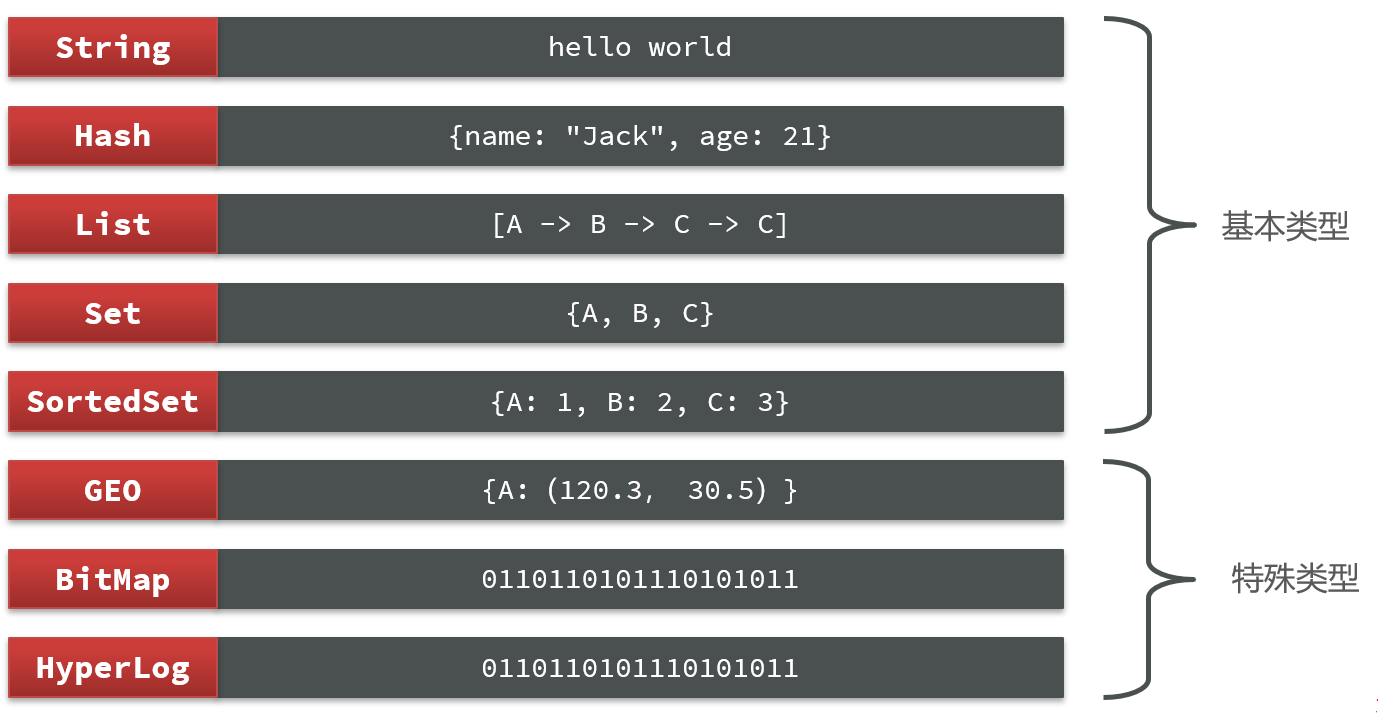 String hello world
Hash {name: "Jack", age: 21}
List [A -> B -> C -> C]
基本类型
Set {A, B, C}
SortedSet {A: 1, B: 2, C: 3}
GEO {A:（120.3， 30.5）}
BitMap 0110110101110101011
特殊类型
HyperLog 0110110101110101011